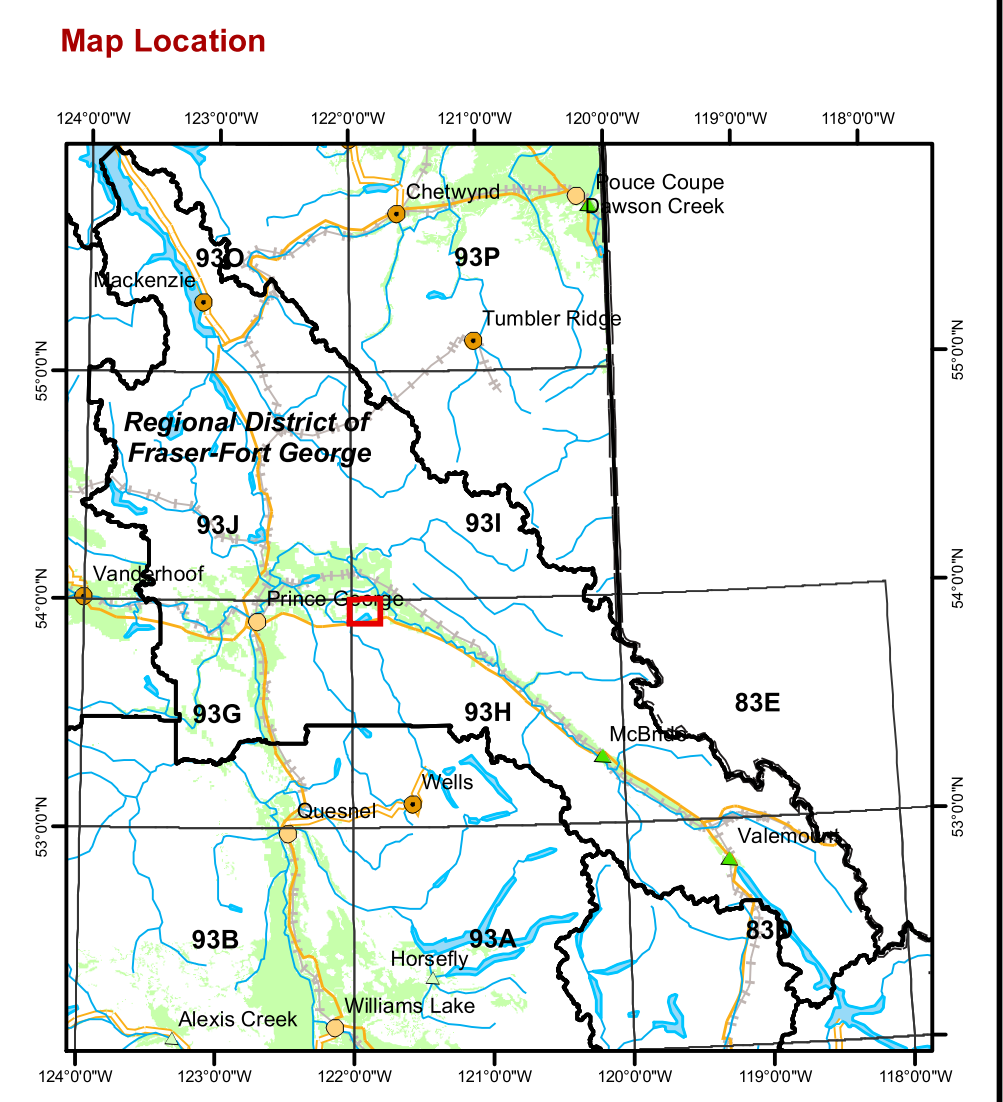 Map Location
124°0'0"W 123°0'0"W 122°0'0"W 121°0'0"W 120°0'0"W 119°0'0"W 118°0'0"W
Pouce Coupe
Chetwynd
Dawson Creek
93O
93P
Mackenzie
Tumbler Ridge
55°0'0"N
55°0'0"N
Regional District of
Fraser-Fort George
93J
93I
Vanderhoof
54°0'0"N
54°0'0"N
Prince George
83E
93G
93H
McBride
Wells
Quesnel
53°0'0"N
53°0'0"N
Valemount
83D
93B
93A
Horsefly
Williams Lake
Alexis Creek
124°0'0"W 123°0'0"W 122°0'0"W 121°0'0"W 120°0'0"W 119°0'0"W 118°0'0"W